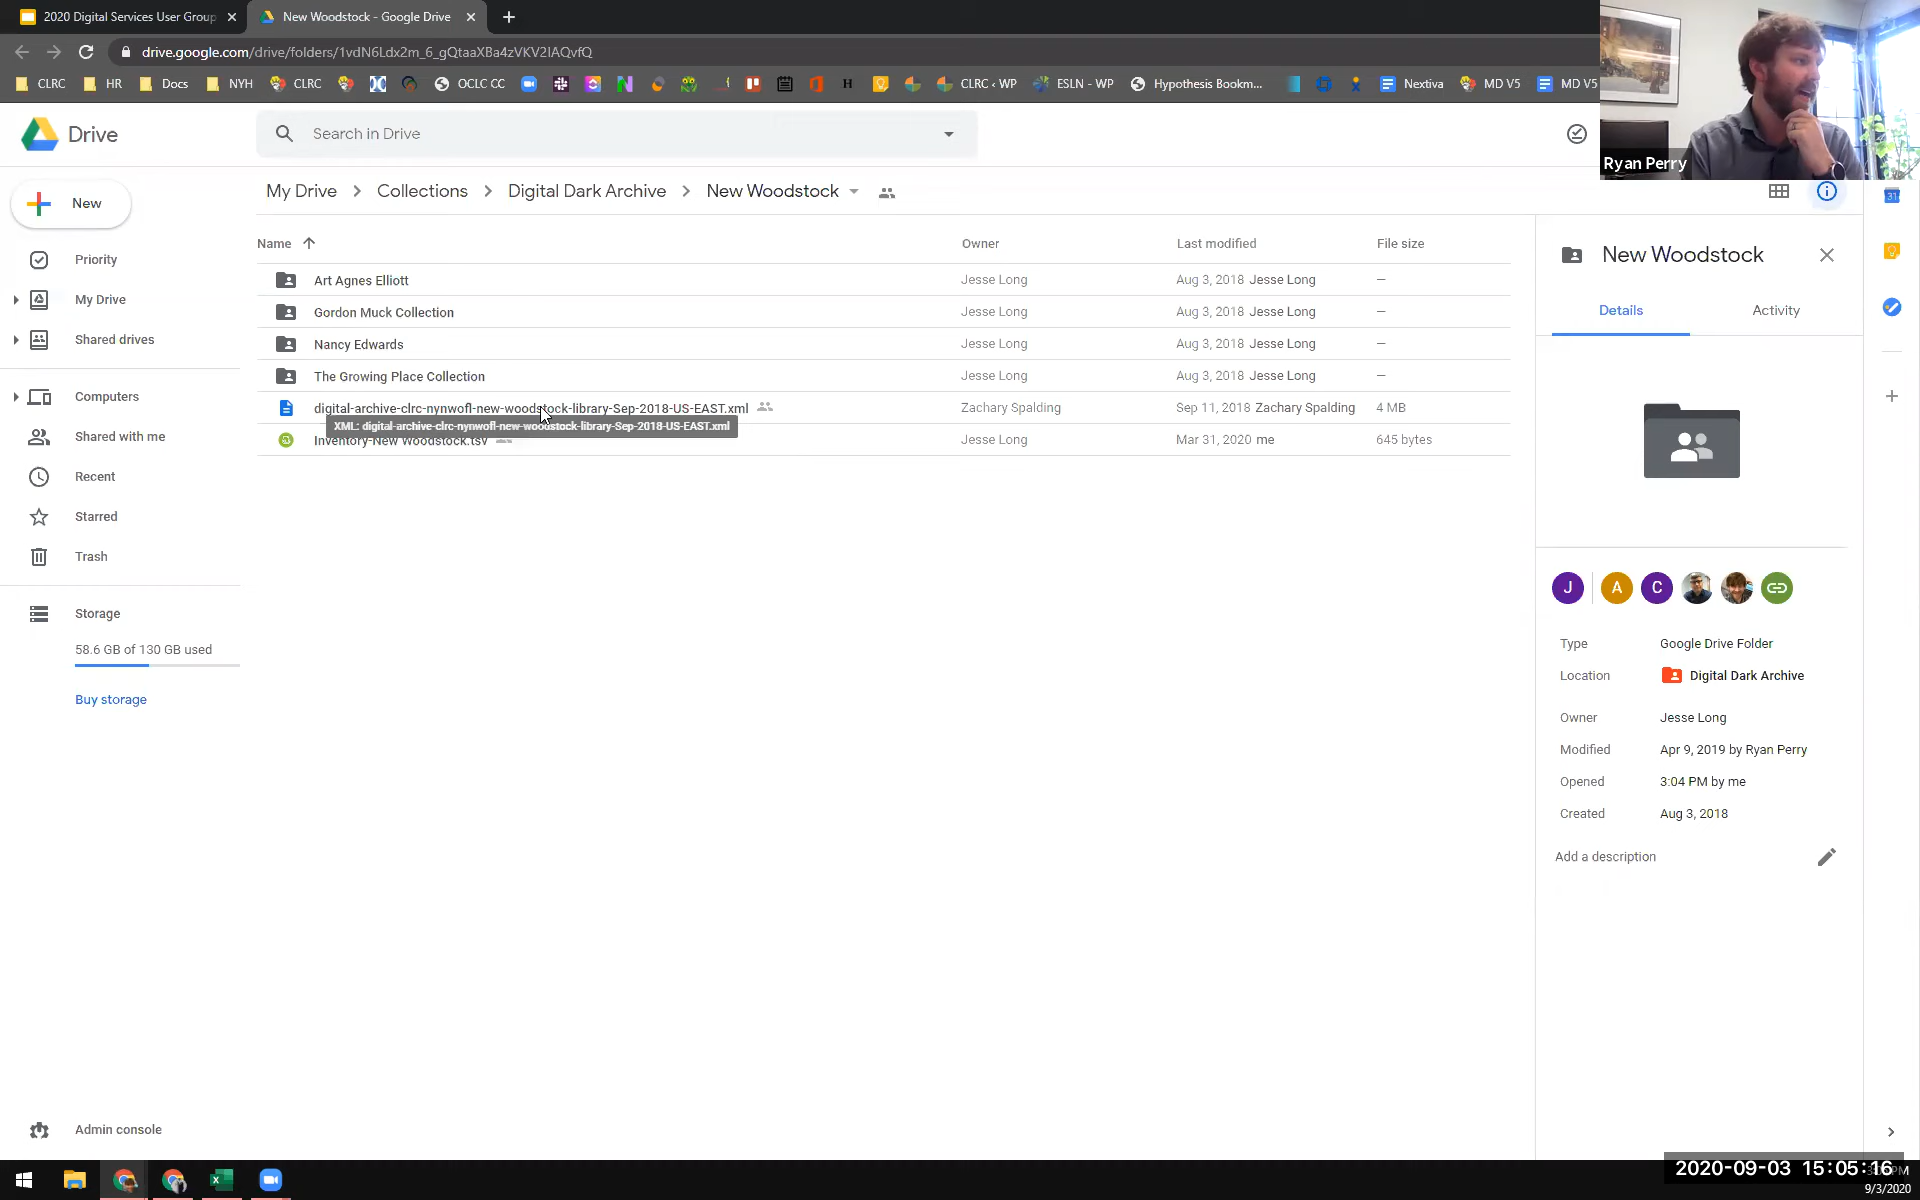 2020 Digital Services User Group
New Woodstock - Google Drive
drive.google.com/drive/folders/1vdN6Ldx2m_6_gQtaaXBa4zVKV2IAQvfQ
CLRC HR Docs NYH CLRC OCLC CC H CLRC ‹ WP ESLN - WP Hypothesis Bookm... Nextiva MD V5 MD V5
Drive
Search in Drive
Ryan Perry
New
My Drive > Collections > Digital Dark Archive > New Woodstock
31
Priority
My Drive
Shared drives
Computers
Shared with me
Recent
Starred
Trash
Storage
58.6 GB of 130 GB used
Buy storage
Admin console
Name Owner Last modified File size
Art Agnes Elliott Jesse Long Aug 3, 2018 Jesse Long —
Gordon Muck Collection Jesse Long Aug 3, 2018 Jesse Long —
Nancy Edwards Jesse Long Aug 3, 2018 Jesse Long —
The Growing Place Collection Jesse Long Aug 3, 2018 Jesse Long —
digital-archive-clrc-nynwofl-new-woodstock-library-Sep-2018-US-EAST.xml Zachary Spalding Sep 11, 2018 Zachary Spalding 4 MB
XML: digital-archive-clrc-nynwofl-new-woodstock-library-Sep-2018-US-EAST.xml
Inventory-New Woodstock.tsv Jesse Long Mar 31, 2020 me 645 bytes
New Woodstock
Details Activity
J A C
Type Google Drive Folder
Location Digital Dark Archive
Owner Jesse Long
Modified Apr 9, 2019 by Ryan Perry
Opened 3:04 PM by me
Created Aug 3, 2018
Add a description
2020-09-03 15:05:16
9/3/2020